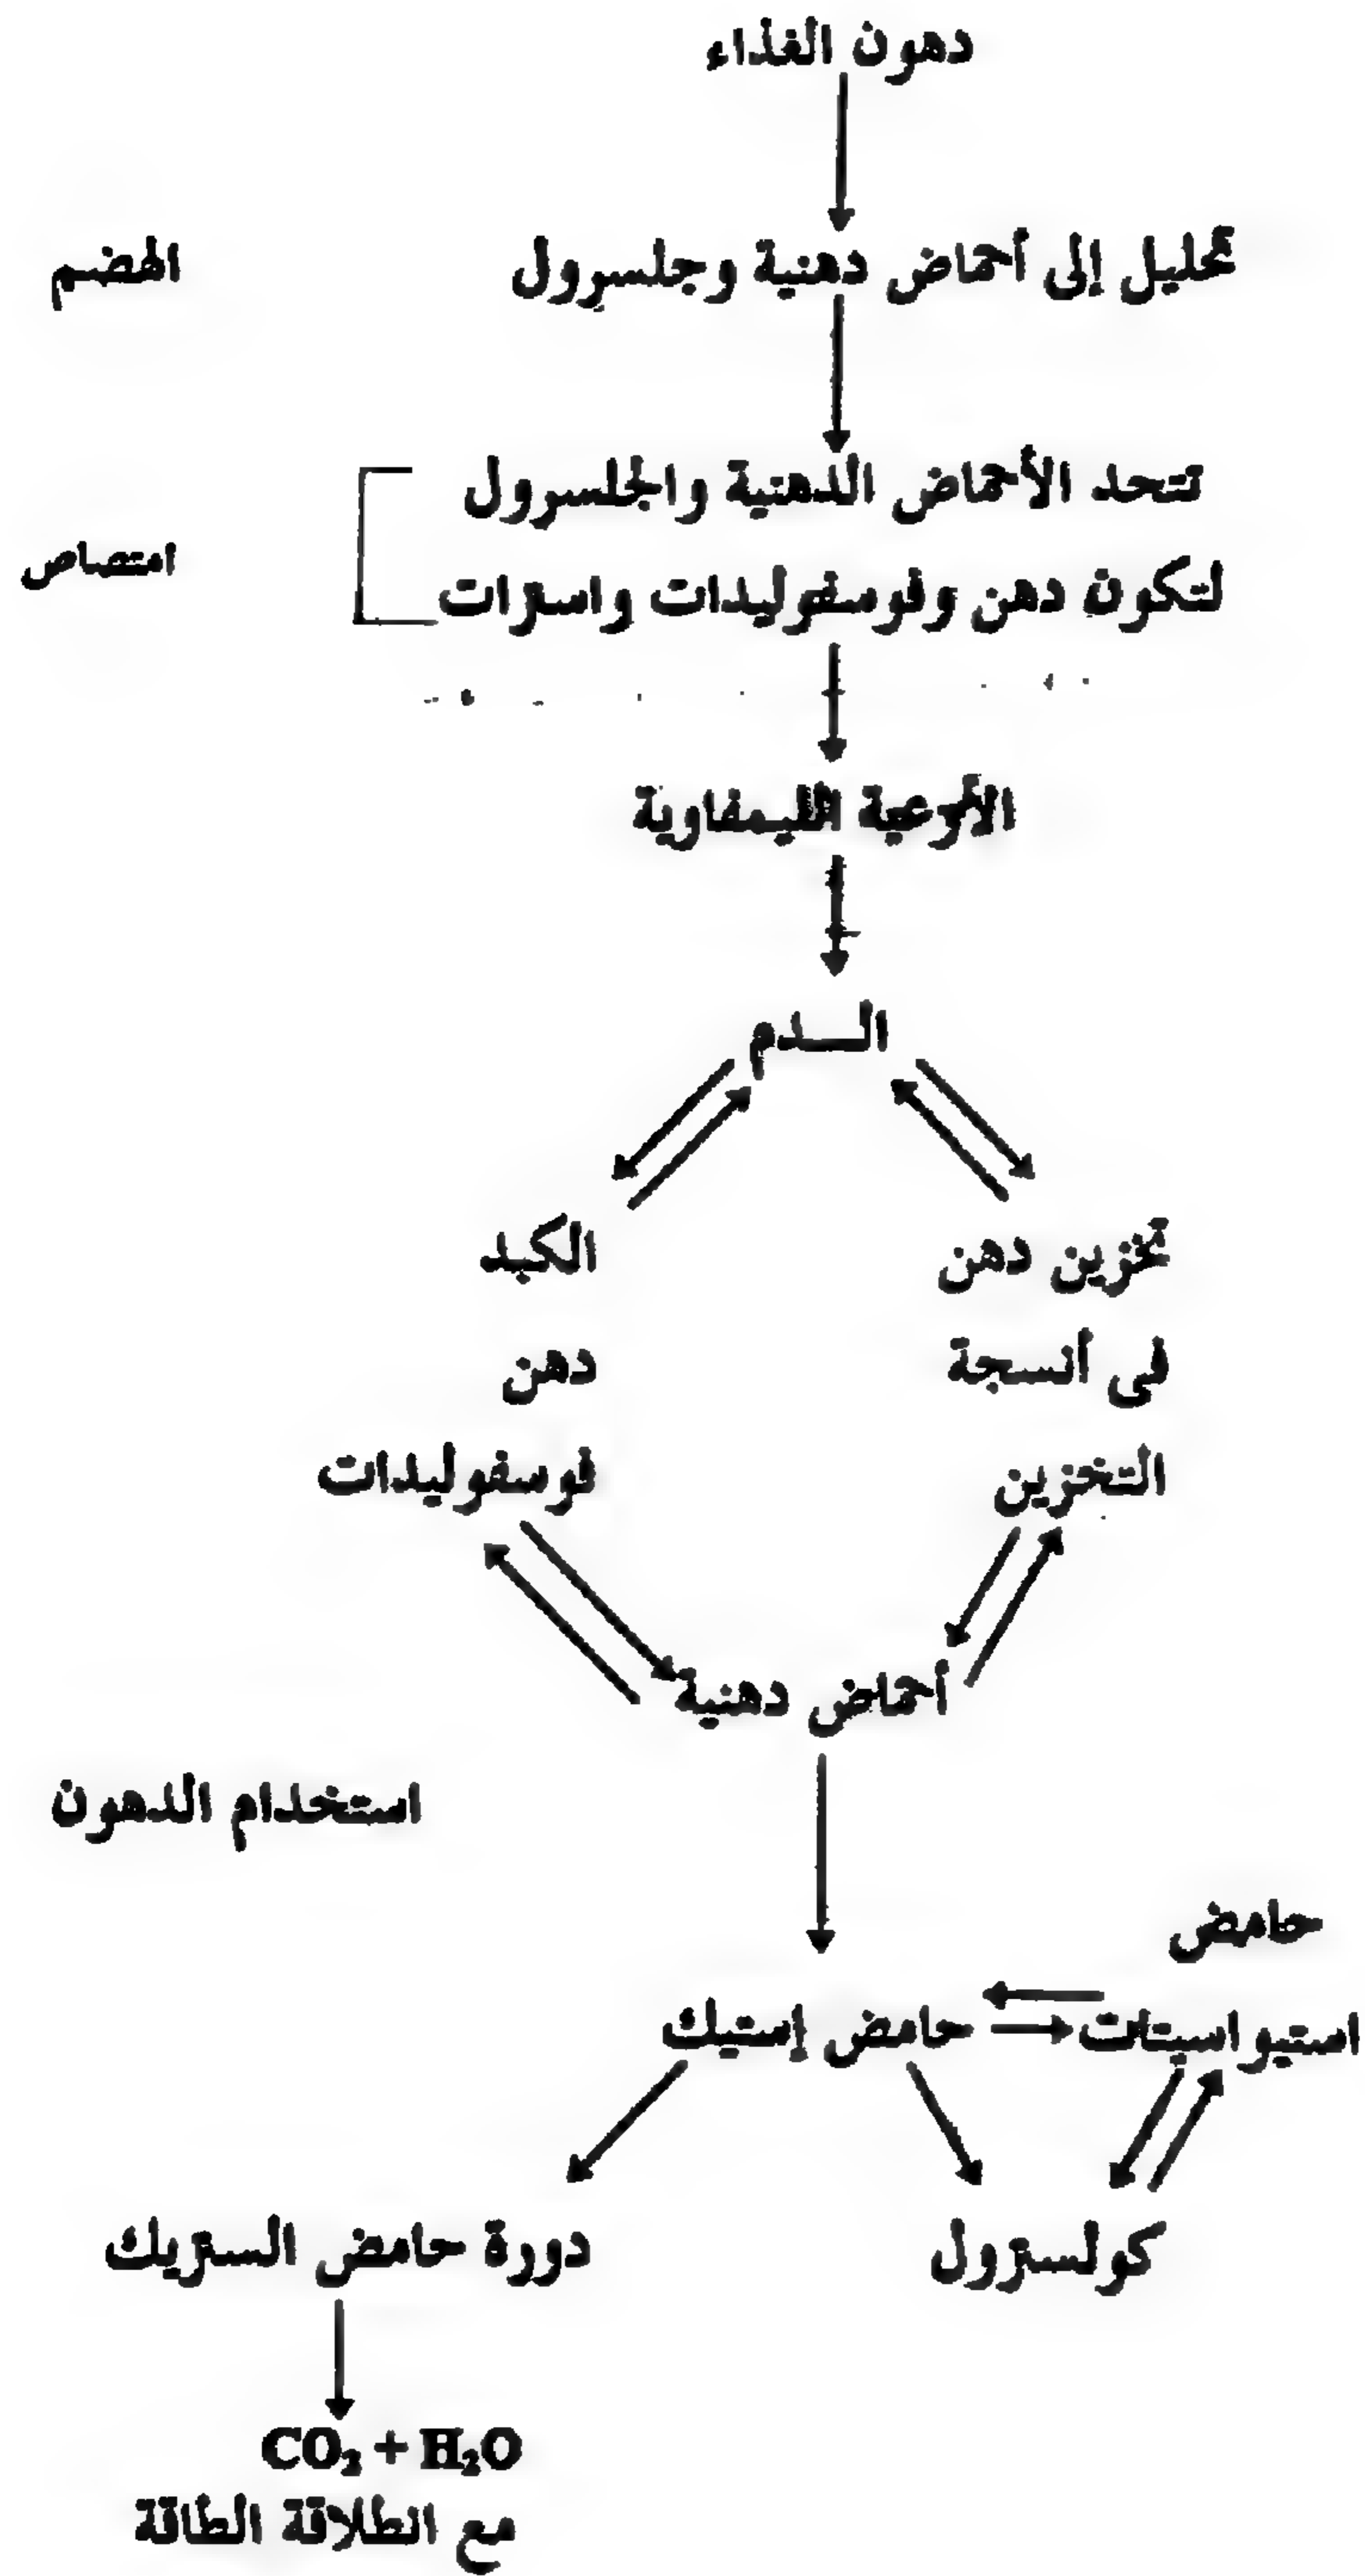 دهون الغذاء
تحليل إلى أحماض دهنية وجلسرول
الهضم
تتحد الأحماض الدهنية والجلسرول
امتصاص
لتكون دهن وفوسفوليدات واسترات
الأوعية الليمفاوية
الــدم
تخزين دهن
الكبد
فى أنسجة
دهن
التخزين
فوسفوليدات
أحماض دهنية
استخدام الدهون
حامض
استيواسيتات
حامض إستيك
كولسترول
دورة حامض الستريك
CO₂ + H₂O
مع انطلاقة الطاقة